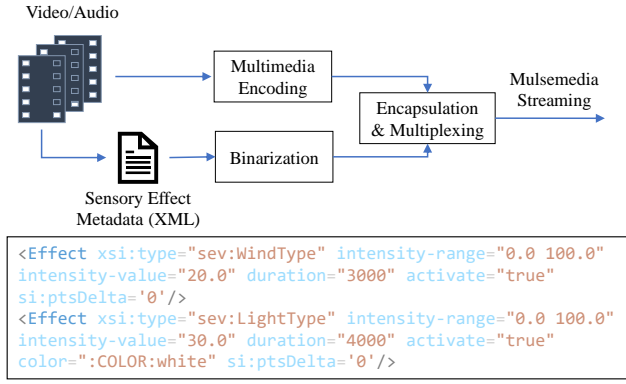 Video/Audio
Multimedia
Encoding
Encapsulation
& Multiplexing
Mulsemedia
Streaming
Binarization
Sensory Effect
Metadata (XML)
<Effect xsi:type="sev:WindType" intensity-range="0.0 100.0"
intensity-value="20.0" duration="3000" activate="true"
si:ptsDelta='0'/>
<Effect xsi:type="sev:LightType" intensity-range="0.0 100.0"
intensity-value="30.0" duration="4000" activate="true"
color=":COLOR:white" si:ptsDelta='0'/>